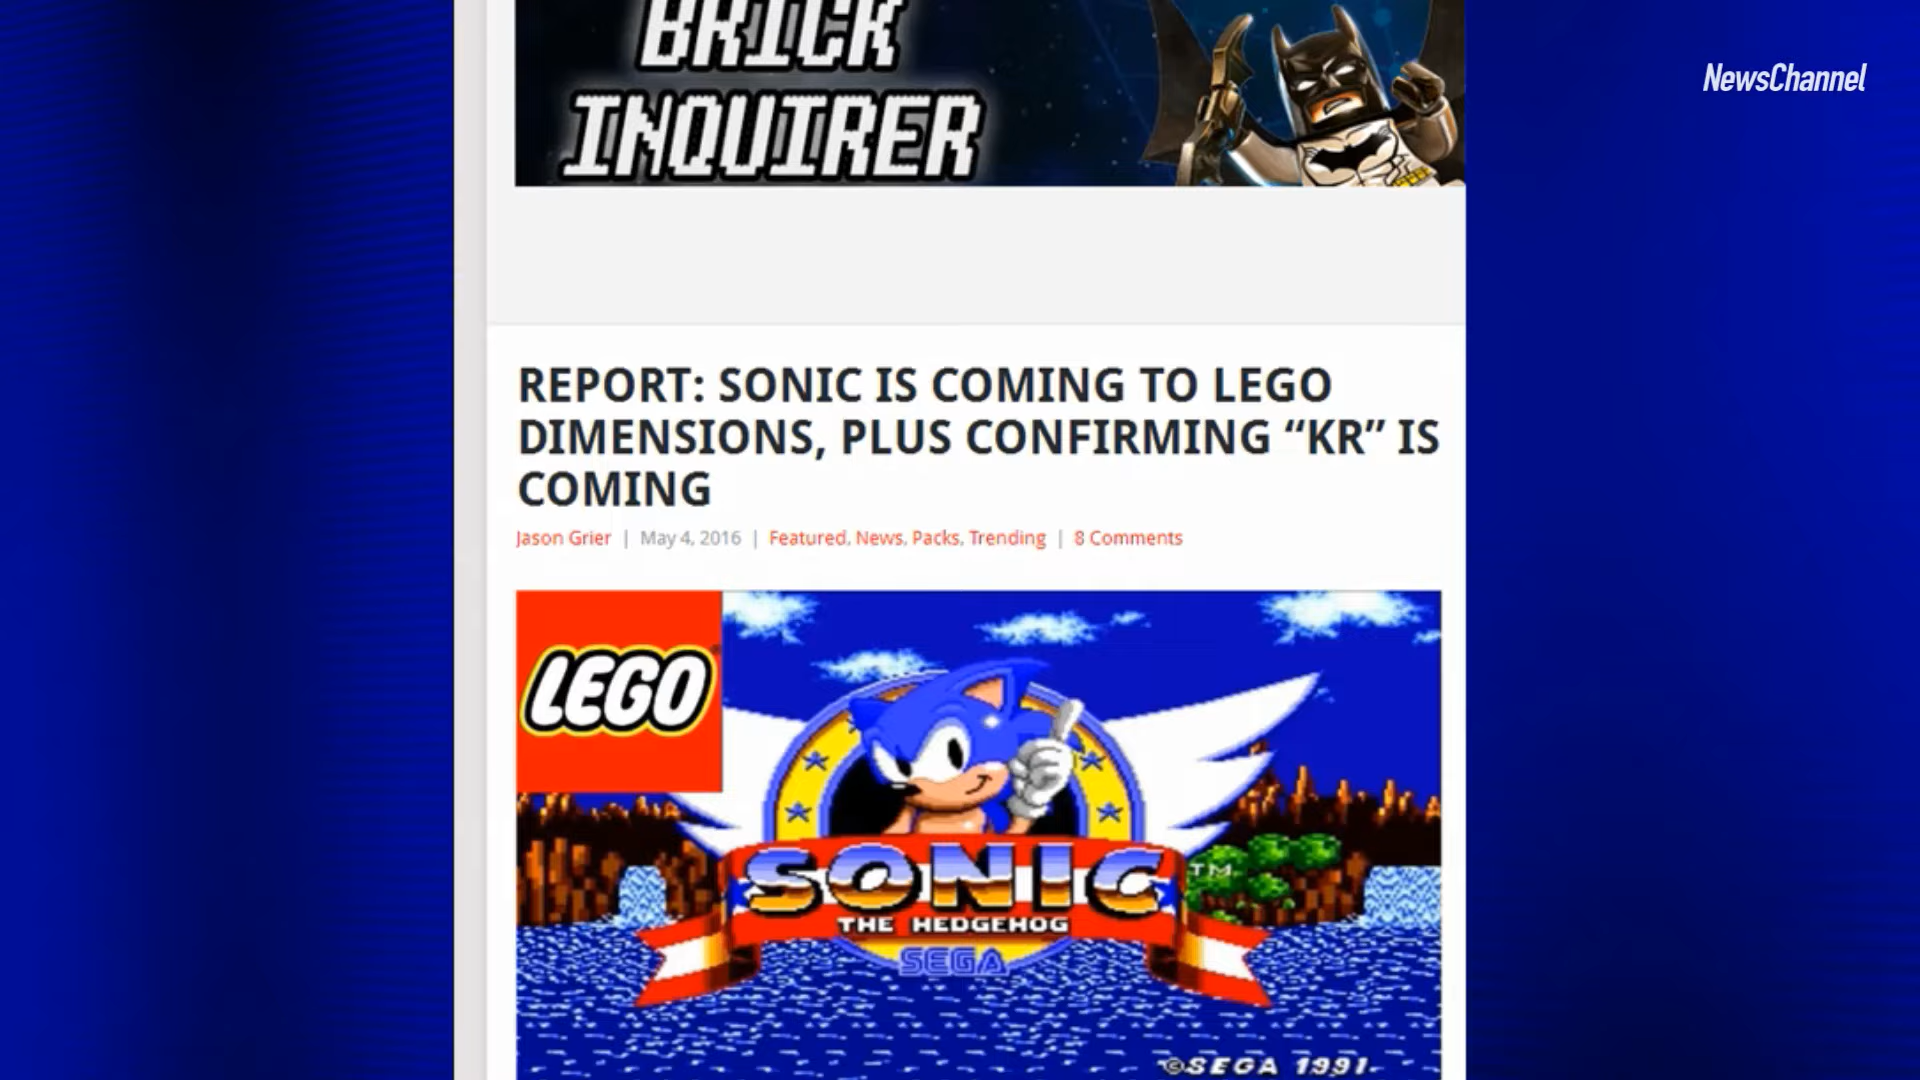 BRICK
INQUIRER
NewsChannel
REPORT: SONIC IS COMING TO LEGO
DIMENSIONS, PLUS CONFIRMING “KR” IS
COMING
Jason Grier | May 4, 2016 | Featured, News, Packs, Trending | 8 Comments
LEGO
SONIC
TM
THE HEDGEHOG
SEGA
©SEGA 1991